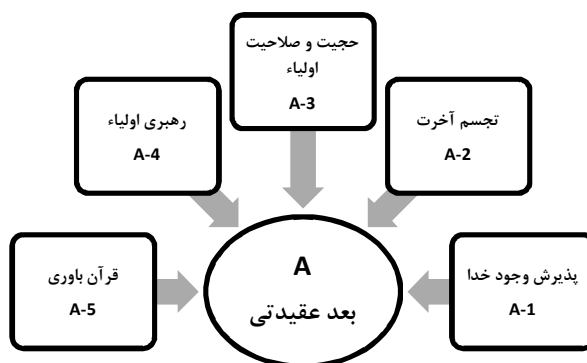 حجیت و صلاحیت
اولیاء
A-3
تجسم آخرت
A-2
رهبری اولیاء
A-4
پذیرش وجود خدا
A-1
A
بعد عقیدتی
قرآن باوری
A-5